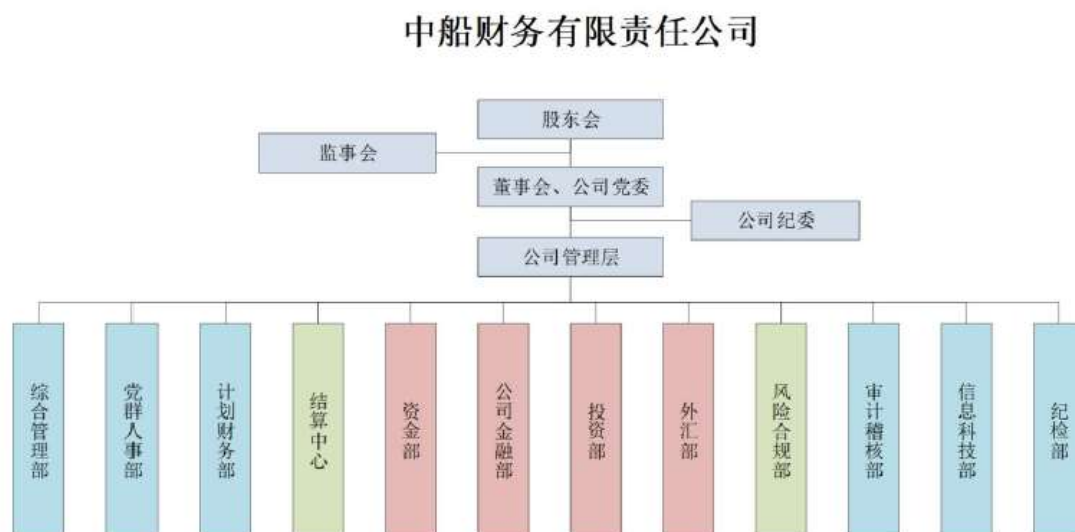 中船财务有限责任公司
股东会
监事会
董事会、公司党委
公司纪委
公司管理层
综合管理部
党群人事部
计划财务部
结算中心
资金部
公司金融部
投资部
外汇部
风险合规部
审计稽核部
信息科技部
纪检部